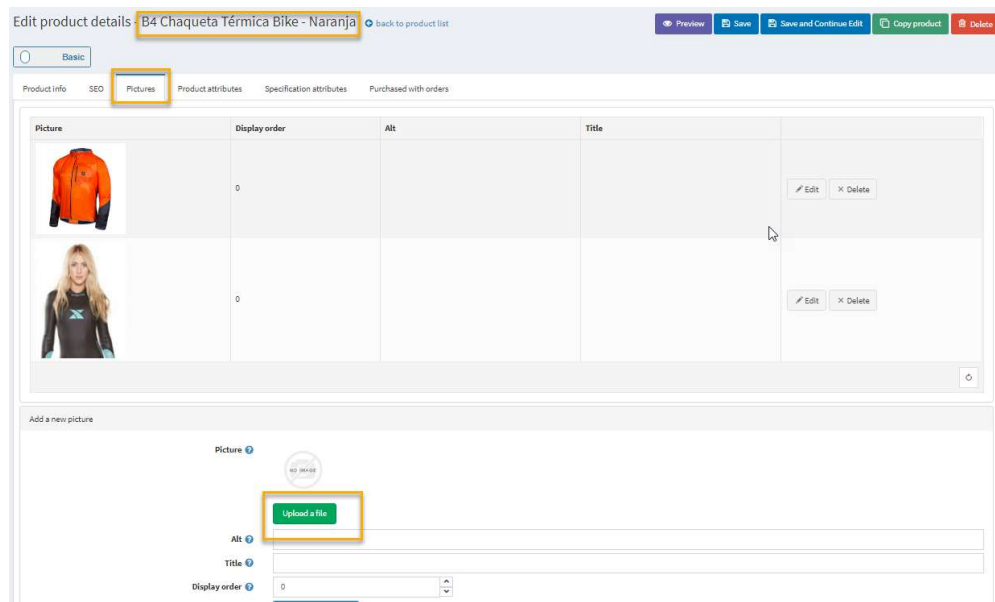 Edit product details - B4 Chaqueta Térmica Bike - Naranja back to product list
Preview Save Save and Continue Edit Copy product Delete
Basic
Product info SEO Pictures Product attributes Specification attributes Purchased with orders
Picture Display order Alt Title
0 Edit Delete
0 Edit Delete
Add a new picture
Picture
NO IMAGE
Upload a file
Alt
Title
Display order 0